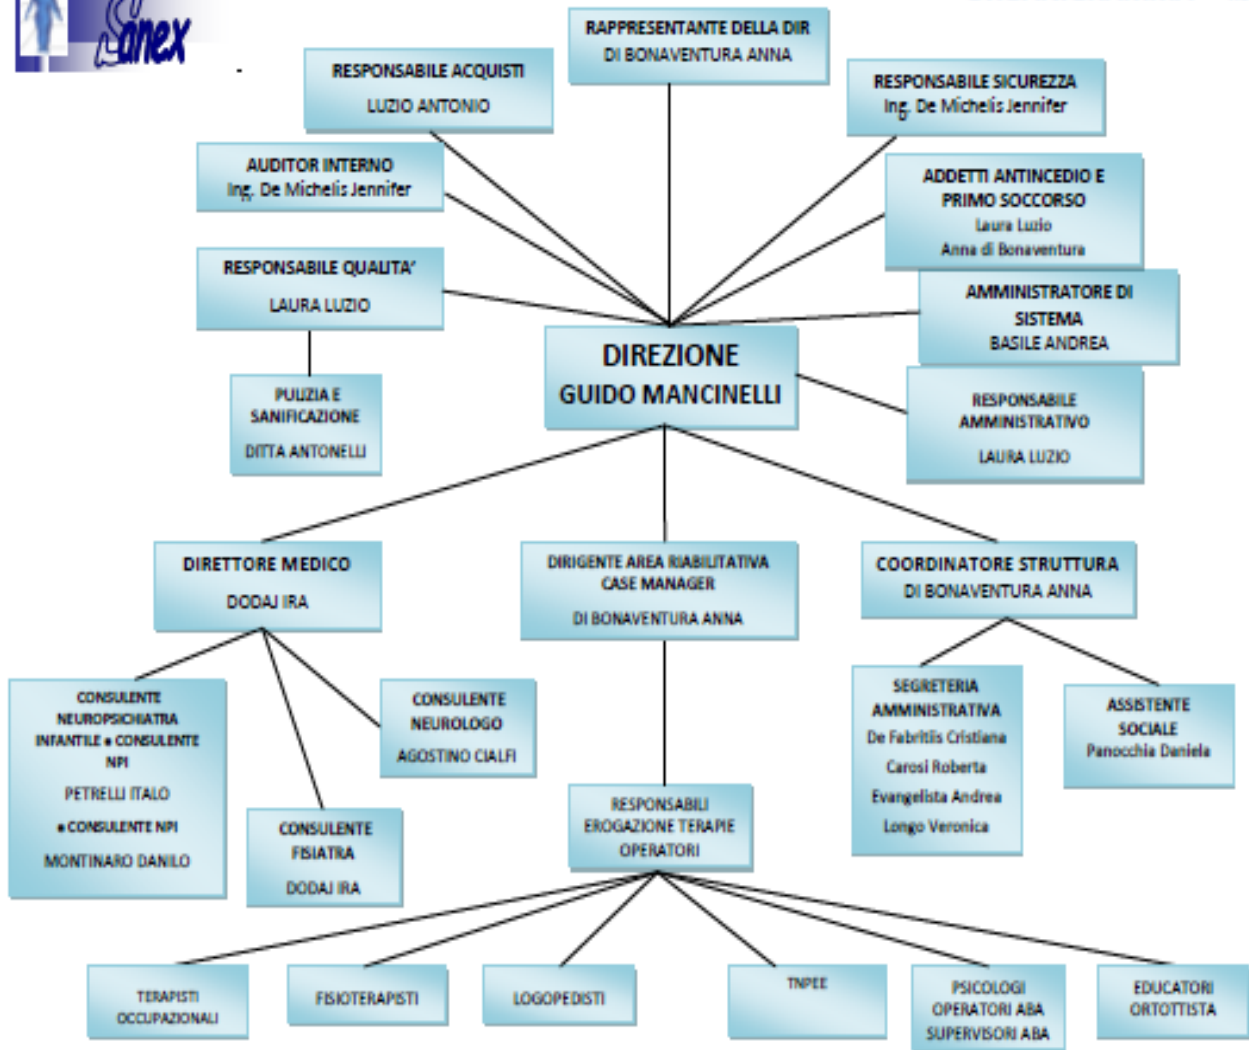 Sanex
RAPPRESENTANTE DELLA DIR
DI BONAVENTURA ANNA
RESPONSABILE ACQUISTI
LUZIO ANTONIO
RESPONSABILE SICUREZZA
Ing. De Michelis Jennifer
AUDITOR INTERNO
Ing. De Michelis Jennifer
ADDETTI ANTINCEDIO E
PRIMO SOCCORSO
Laura Luzio
Anna di Bonaventura
RESPONSABILE QUALITA'
LAURA LUZIO
AMMINISTRATORE DI
SISTEMA
BASILE ANDREA
DIREZIONE
GUIDO MANCINELLI
PULIZIA E
SANIFICAZIONE
DITTA ANTONELLI
RESPONSABILE
AMMINISTRATIVO
LAURA LUZIO
DIRETTORE MEDICO
DODAJ IRA
DIRIGENTE AREA RIABILITATIVA
CASE MANAGER
DI BONAVENTURA ANNA
COORDINATORE STRUTTURA
DI BONAVENTURA ANNA
CONSULENTE
NEUROPSICHIATRA
INFANTILE e CONSULENTE
NPI
PETRELLI ITALO
e CONSULENTE NPI
MONTINARO DANILO
CONSULENTE
NEUROLOGO
AGOSTINO CIALFI
CONSULENTE
FISIATRA
DODAJ IRA
RESPONSABILI
EROGAZIONE TERAPIE
OPERATORI
SEGRETERIA
AMMINISTRATIVA
De Fabritiis Cristiana
Carosi Roberta
Evangelista Andrea
Longo Veronica
ASSISTENTE
SOCIALE
Panocchia Daniela
TERAPISTI
OCCUPAZIONALI
FISIOTERAPISTI
LOGOPEDISTI
TNPEE
PSICOLOGI
OPERATORI ABA
SUPERVISORI ABA
EDUCATORI
ORTOTTISTA